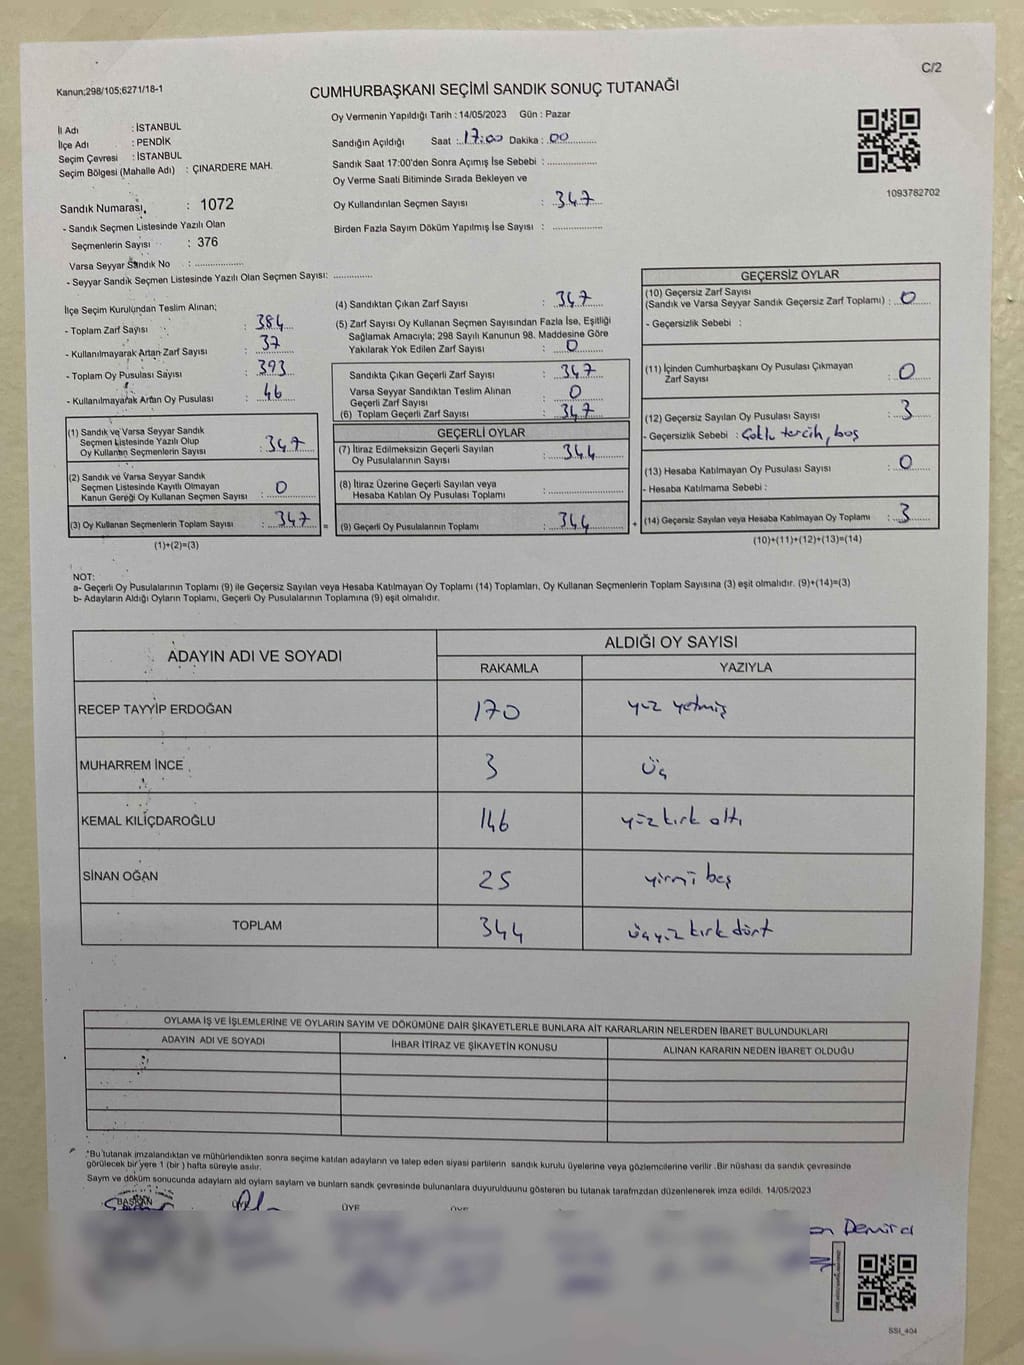 C/2
Kanun;298/105;6271/18-1
CUMHURBAŞKANI SEÇİMİ SANDIK SONUÇ TUTANAĞI
İl Adı : İSTANBUL
İlçe Adı : PENDİK
Seçim Çevresi : İSTANBUL
Seçim Bölgesi (Mahalle Adı) : ÇINARDERE MAH.
Sandık Numarası : 1072
- Sandık Seçmen Listesinde Yazılı Olan
Seçmenlerin Sayısı : 376
Varsa Seyyar Sandık No : ..............
- Seyyar Sandık Seçmen Listesinde Yazılı Olan Seçmen Sayısı: ............
Oy Vermenin Yapıldığı Tarih : 14/05/2023 Gün : Pazar
Sandığın Açıldığı Saat : 17:00 Dakika : 00
Sandık Saat 17:00'den Sonra Açımış İse Sebebi : ..............
Oy Verme Saati Bitiminde Sırada Bekleyen ve
Oy Kullandırılan Seçmen Sayısı : 347
Birden Fazla Sayım Döküm Yapılmış İse Sayısı : ..............
1093782702
İlçe Seçim Kurulundan Teslim Alınan;
- Toplam Zarf Sayısı : 384
- Kullanılmayarak Artan Zarf Sayısı : 37
- Toplam Oy Pusulası Sayısı : 393
- Kullanılmayarak Artan Oy Pusulası : 46
(1) Sandık ve Varsa Seyyar Sandık
Seçmen Listesinde Yazılı Olup
Oy Kullanan Seçmenlerin Sayısı : 347
(2) Sandık ve Varsa Seyyar Sandık
Seçmen Listesinde Kayıtlı Olmayan
Kanun Gereği Oy Kullanan Seçmen Sayısı : 0
(3) Oy Kullanan Seçmenlerin Toplam Sayısı : 347 =
(1)+(2)=(3)
(4) Sandıktan Çıkan Zarf Sayısı : 347
(5) Zarf Sayısı Oy Kullanan Seçmen Sayısından Fazla İse, Eşitliği
Sağlamak Amacıyla; 298 Sayılı Kanunun 98. Maddesine Göre
Yakılarak Yok Edilen Zarf Sayısı : 0
Sandıkta Çıkan Geçerli Zarf Sayısı : 347
Varsa Seyyar Sandıktan Teslim Alınan
Geçerli Zarf Sayısı : 0
(6) Toplam Geçerli Zarf Sayısı : 347
GEÇERLİ OYLAR
(7) İtiraz Edilmeksizin Geçerli Sayılan
Oy Pusulalarının Sayısı : 344
(8) İtiraz Üzerine Geçerli Sayılan veya
Hesaba Katılan Oy Pusulası Toplamı : ..............
(9) Geçerli Oy Pusulalarının Toplamı : 344 +
GEÇERSİZ OYLAR
(10) Geçersiz Zarf Sayısı
(Sandık ve Varsa Seyyar Sandık Geçersiz Zarf Toplamı) : 0
- Geçersizlik Sebebi :
(11) İçinden Cumhurbaşkanı Oy Pusulası Çıkmayan
Zarf Sayısı : 0
(12) Geçersiz Sayılan Oy Pusulası Sayısı : 3
- Geçersizlik Sebebi : Çoklu tercih, boş
(13) Hesaba Katılmayan Oy Pusulası Sayısı : 0
- Hesaba Katılmama Sebebi :
(14) Geçersiz Sayılan veya Hesaba Katılmayan Oy Toplamı : 3
(10)+(11)+(12)+(13)=(14)
NOT:
a- Geçerli Oy Pusulalarının Toplamı (9) ile Geçersiz Sayılan veya Hesaba Katılmayan Oy Toplamı (14) Toplamları, Oy Kullanan Seçmenlerin Toplam Sayısına (3) eşit olmalıdır. (9)+(14)=(3)
b- Adayların Aldığı Oyların Toplamı, Geçerli Oy Pusulalarının Toplamına (9) eşit olmalıdır.
ADAYIN ADI VE SOYADI ALDIĞI OY SAYISI
RAKAMLA YAZIYLA
RECEP TAYYİP ERDOĞAN 170 yüz yetmiş
MUHARREM İNCE 3 üç
KEMAL KILIÇDAROĞLU 146 yüz kırk altı
SİNAN OĞAN 25 yirmi beş
TOPLAM 344 üçyüz kırk dört
OYLAMA İŞ VE İŞLEMLERİNE VE OYLARIN SAYIM VE DÖKÜMÜNE DAİR ŞİKAYETLERLE BUNLARA AİT KARARLARIN NELERDEN İBARET BULUNDUKLARI
ADAYIN ADI VE SOYADI İHBAR İTİRAZ VE ŞİKAYETİN KONUSU ALINAN KARARIN NEDEN İBARET OLDUĞU
"Bu tutanak imzalandıktan ve mühürlendikten sonra seçime katılan adayların ve talep eden siyasi partilerin sandık kurulu üyelerine veya gözlemcilerine verilir .Bir nüshası da sandık çevresinde
görülecek bir yere 1 (bir ) hafta süreyle asılır.
Sayım ve döküm sonucunda adaylam ald oylam saylam ve bunlarn sandk çevresinde bulunanlara duyurulduunu gösteren bu tutanak tarafmzdan düzenlenerek imza edildi. 14/05/2023
BAŞKAN ÜYE
Demirel
SSI_404